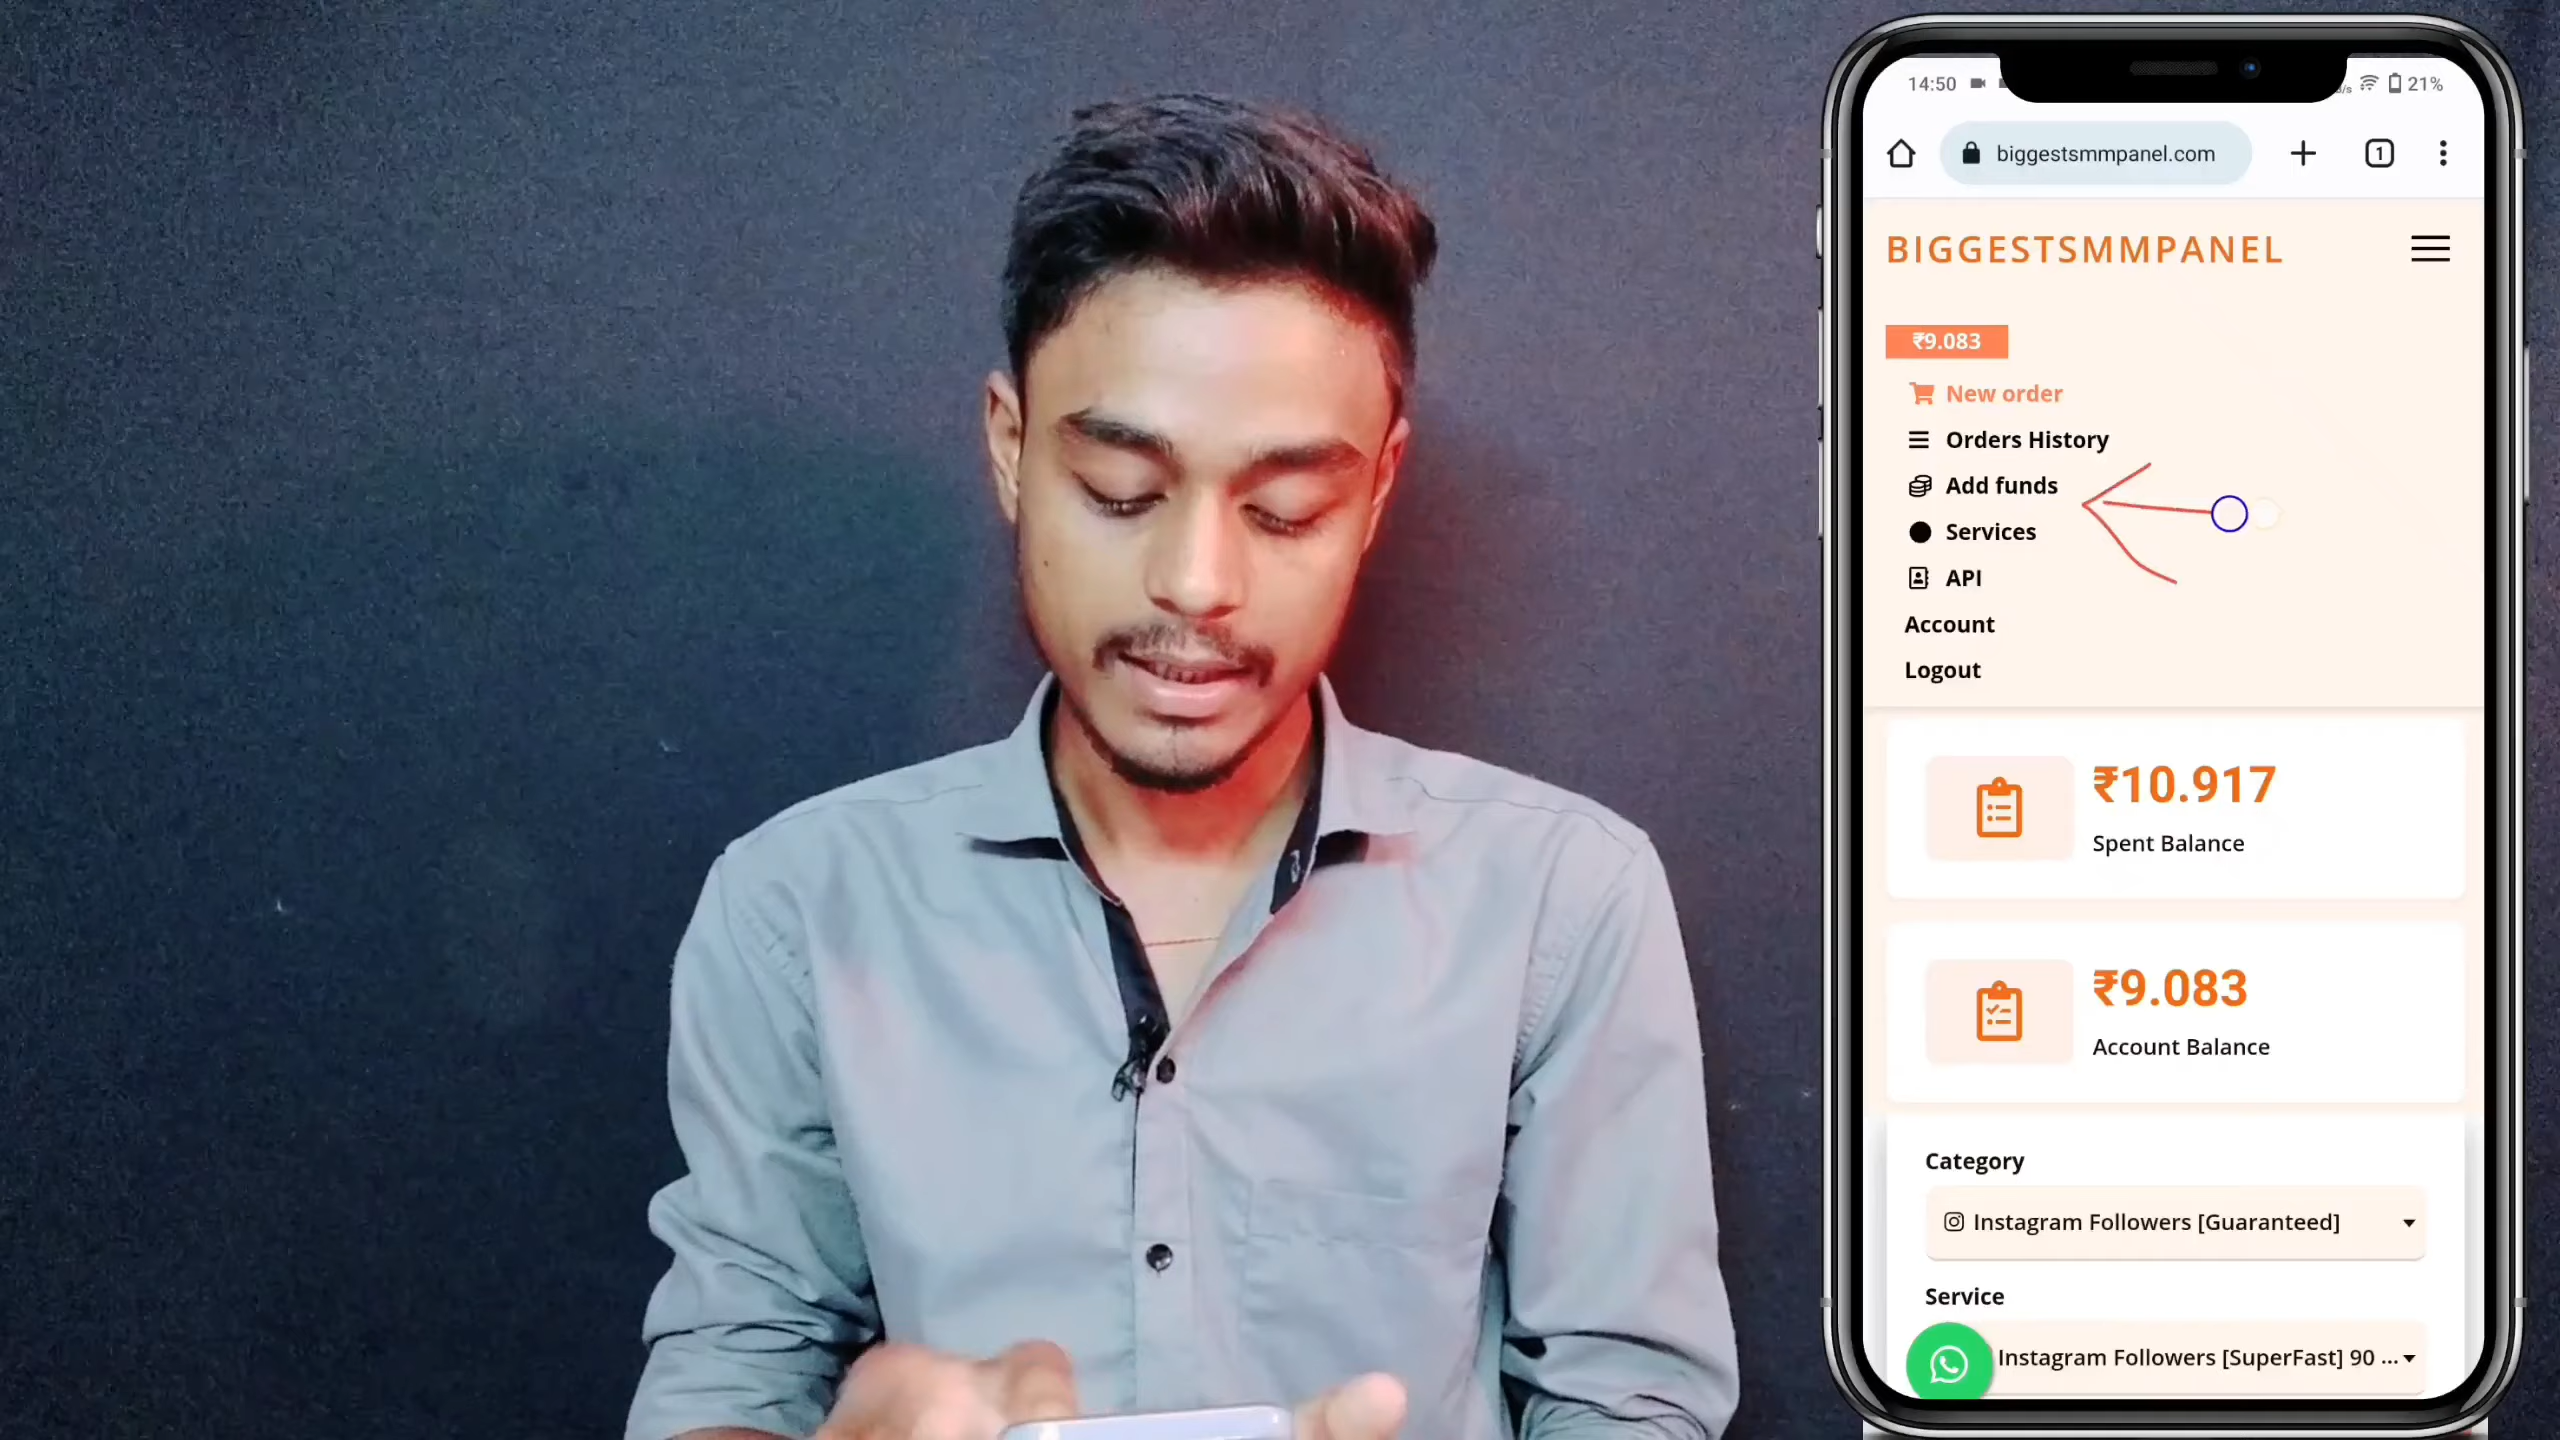 14:50
21%
biggestsmmpanel.com
1
BIGGESTSMMPANEL
₹9.083
New order
Orders History
Add funds
Services
API
Account
Logout
₹10.917
Spent Balance
₹9.083
Account Balance
Category
Instagram Followers [Guaranteed]
Service
Instagram Followers [SuperFast] 90 ...